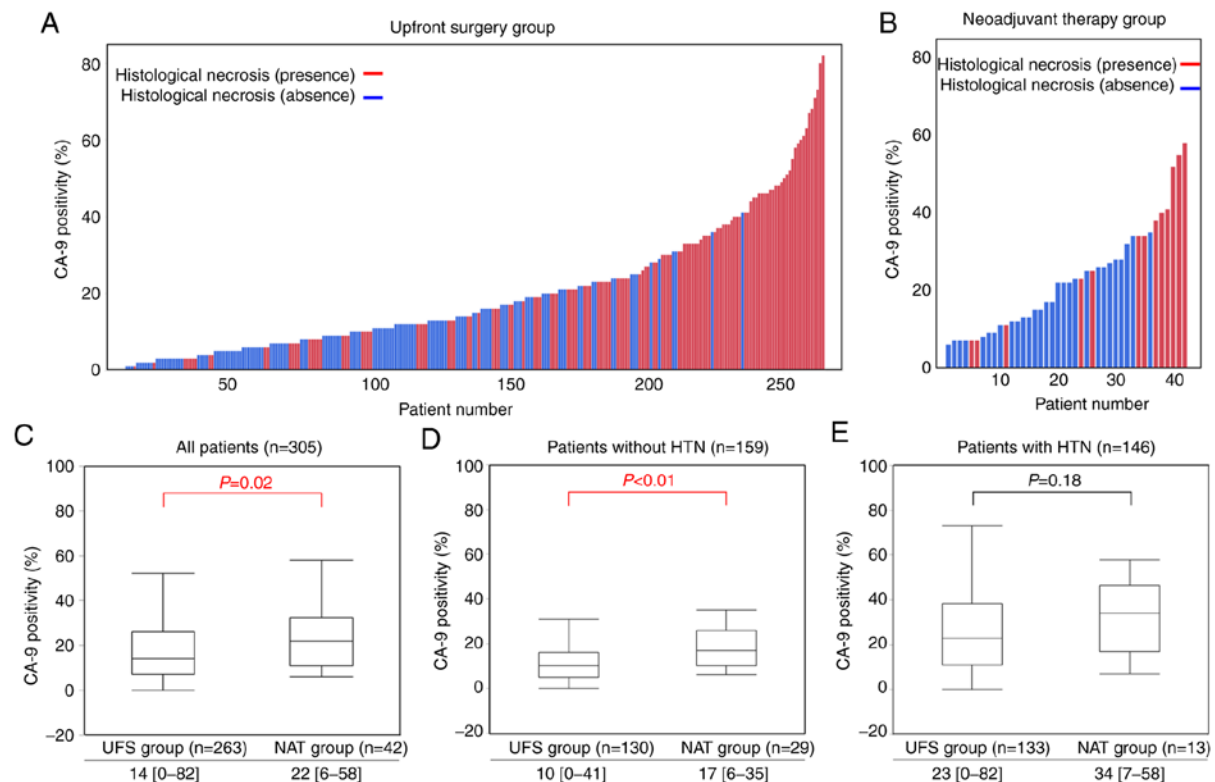 A
Upfront surgery group
80
60
40
20
0
CA-9 positivity (%)
Histological necrosis (presence)
Histological necrosis (absence)
50
100
150
200
250
Patient number
B
Neoadjuvant therapy group
80
60
40
20
0
CA-9 positivity (%)
Histological necrosis (presence)
Histological necrosis (absence)
10
20
30
40
Patient number
C
All patients (n=305)
100
80
60
40
20
0
–20
CA-9 positivity (%)
P=0.02
UFS group (n=263) NAT group (n=42)
14 [0–82] 22 [6–58]
D
Patients without HTN (n=159)
100
80
60
40
20
0
–20
CA-9 positivity (%)
P<0.01
UFS group (n=130) NAT group (n=29)
10 [0–41] 17 [6–35]
E
Patients with HTN (n=146)
100
80
60
40
20
0
–20
CA-9 positivity (%)
P=0.18
UFS group (n=133) NAT group (n=13)
23 [0–82] 34 [7–58]